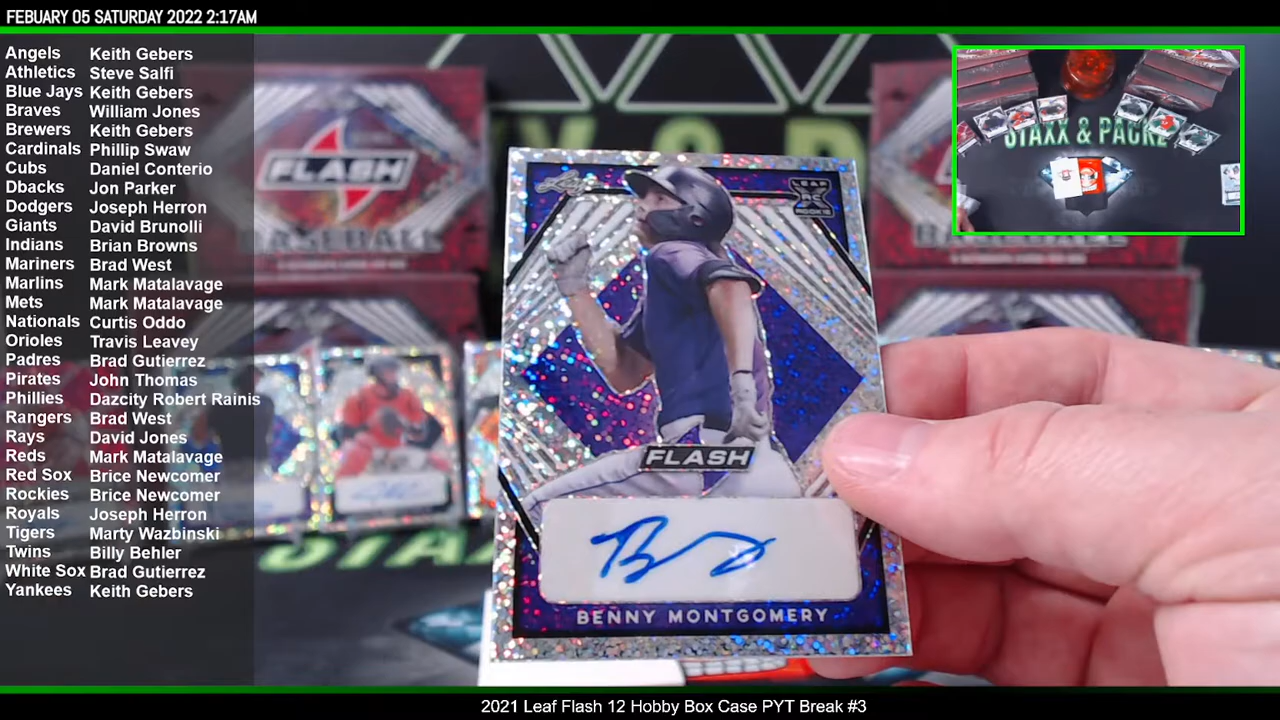 FEBUARY 05 SATURDAY 2022 2:17AM
Angels Keith Gebers
Athletics Steve Salfi
Blue Jays Keith Gebers
Braves William Jones
Brewers Keith Gebers
Cardinals Phillip Swaw
Cubs Daniel Conterio
Dbacks Jon Parker
Dodgers Joseph Herron
Giants David Brunolli
Indians Brian Browns
Mariners Brad West
Marlins Mark Matalavage
Mets Mark Matalavage
Nationals Curtis Oddo
Orioles Travis Leavey
Padres Brad Gutierrez
Pirates John Thomas
Phillies Dazcity Robert Rainis
Rangers Brad West
Rays David Jones
Reds Mark Matalavage
Red Sox Brice Newcomer
Rockies Brice Newcomer
Royals Joseph Herron
Tigers Marty Wazbinski
Twins Billy Behler
White Sox Brad Gutierrez
Yankees Keith Gebers
FLASH
BASEBALL
Leaf
LEAF
RC
ROOKIE
FLASH
BENNY MONTGOMERY
STAXX & PACKZ
2021 Leaf Flash 12 Hobby Box Case PYT Break #3